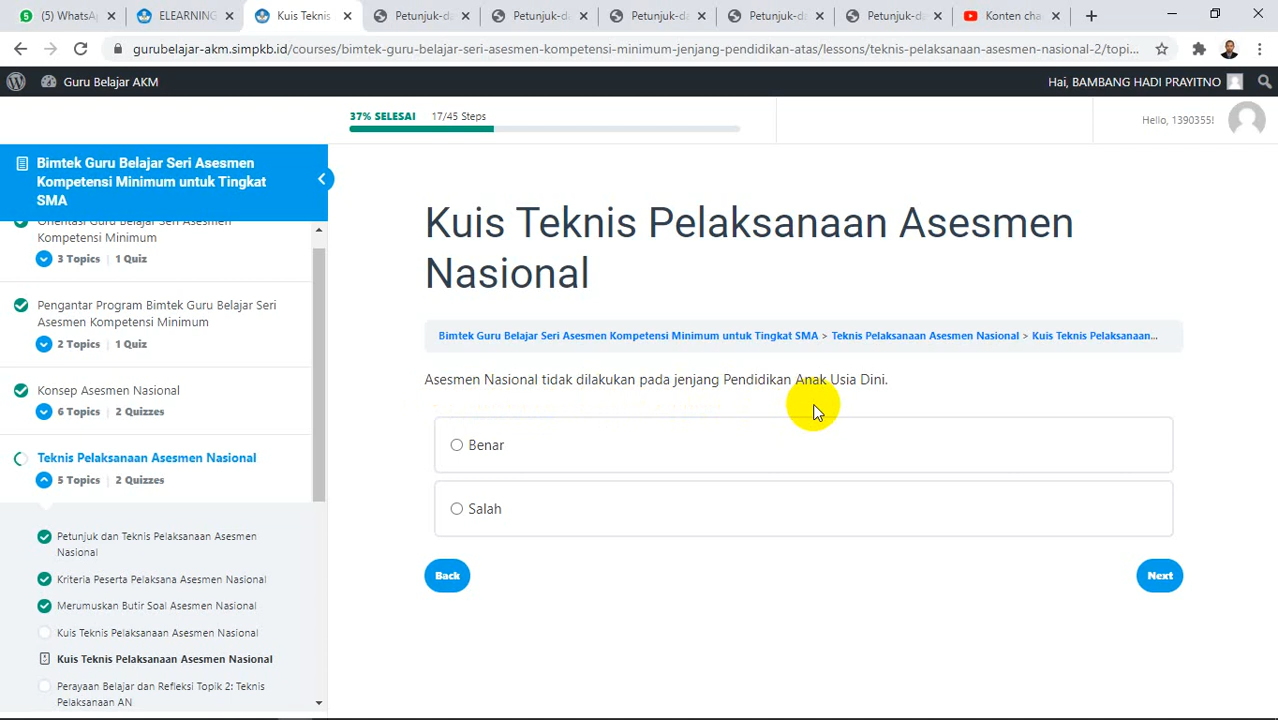 (5) WhatsA
ELEARNING
Kuis Teknis
Petunjuk-da
Petunjuk-da
Petunjuk-da
Petunjuk-da
Petunjuk-da
Konten cha
gurubelajar-akm.simpkb.id/courses/bimtek-guru-belajar-seri-asesmen-kompetensi-minimum-jenjang-pendidikan-atas/lessons/teknis-pelaksanaan-asesmen-nasional-2/topi...
Guru Belajar AKM
Hai, BAMBANG HADI PRAYITNO
37% SELESAI 17/45 Steps
Hello, 1390355!
Bimtek Guru Belajar Seri Asesmen
Kompetensi Minimum untuk Tingkat
SMA
Orientasi Guru Belajar Seri Asesmen
Kompetensi Minimum
3 Topics | 1 Quiz
Pengantar Program Bimtek Guru Belajar Seri
Asesmen Kompetensi Minimum
2 Topics | 1 Quiz
Konsep Asesmen Nasional
6 Topics | 2 Quizzes
Teknis Pelaksanaan Asesmen Nasional
5 Topics | 2 Quizzes
Petunjuk dan Teknis Pelaksanaan Asesmen
Nasional
Kriteria Peserta Pelaksana Asesmen Nasional
Merumuskan Butir Soal Asesmen Nasional
Kuis Teknis Pelaksanaan Asesmen Nasional
Kuis Teknis Pelaksanaan Asesmen Nasional
Perayaan Belajar dan Refleksi Topik 2: Teknis
Pelaksanaan AN
Kuis Teknis Pelaksanaan Asesmen
Nasional
Bimtek Guru Belajar Seri Asesmen Kompetensi Minimum untuk Tingkat SMA > Teknis Pelaksanaan Asesmen Nasional > Kuis Teknis Pelaksanaan...
Asesmen Nasional tidak dilakukan pada jenjang Pendidikan Anak Usia Dini.
Benar
Salah
Back
Next